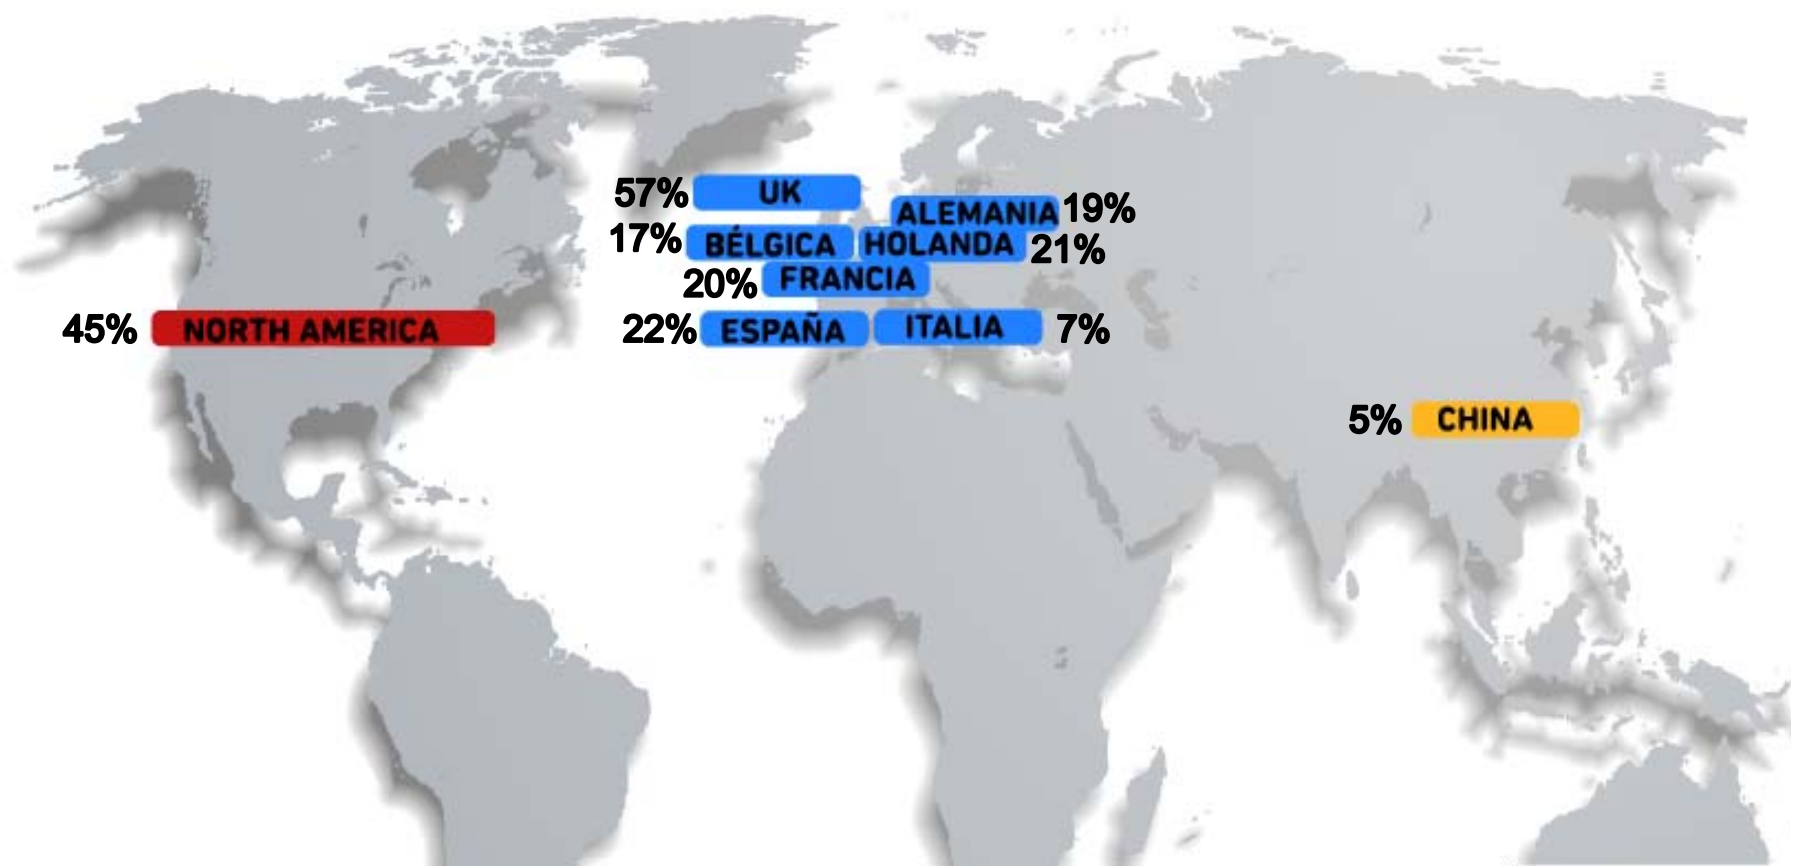 57% UK
ALEMANIA 19%
17% BÉLGICA
HOLANDA 21%
20% FRANCIA
45% NORTH AMERICA
22% ESPAÑA
ITALIA 7%
5% CHINA